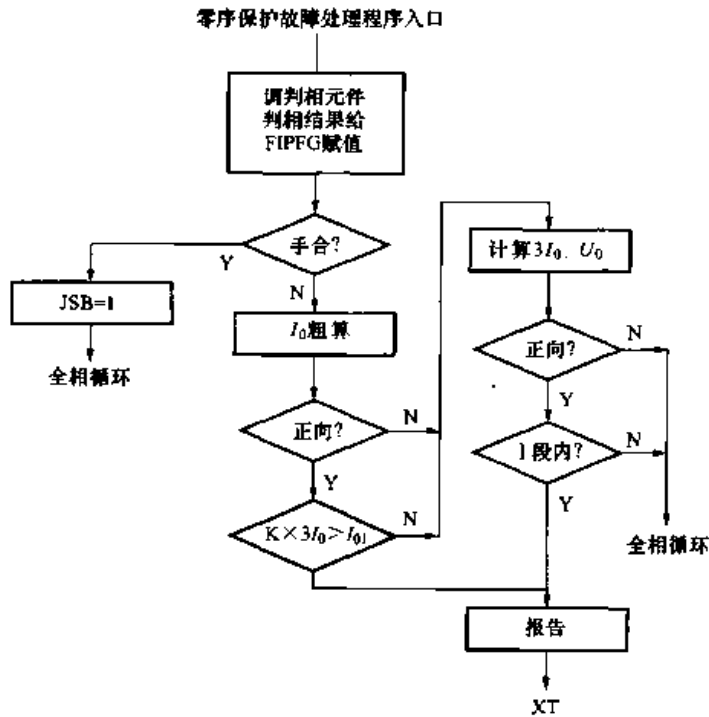 零序保护故障处理程序入口
调判相元件
判相结果给
FIPFG赋值
手合?
Y
N
JSB=1
全相循环
I₀粗算
正向?
N
Y
K×3I₀>I₀₁
N
计算3I₀、U₀
正向?
N
Y
I段内?
N
Y
全相循环
报告
XT